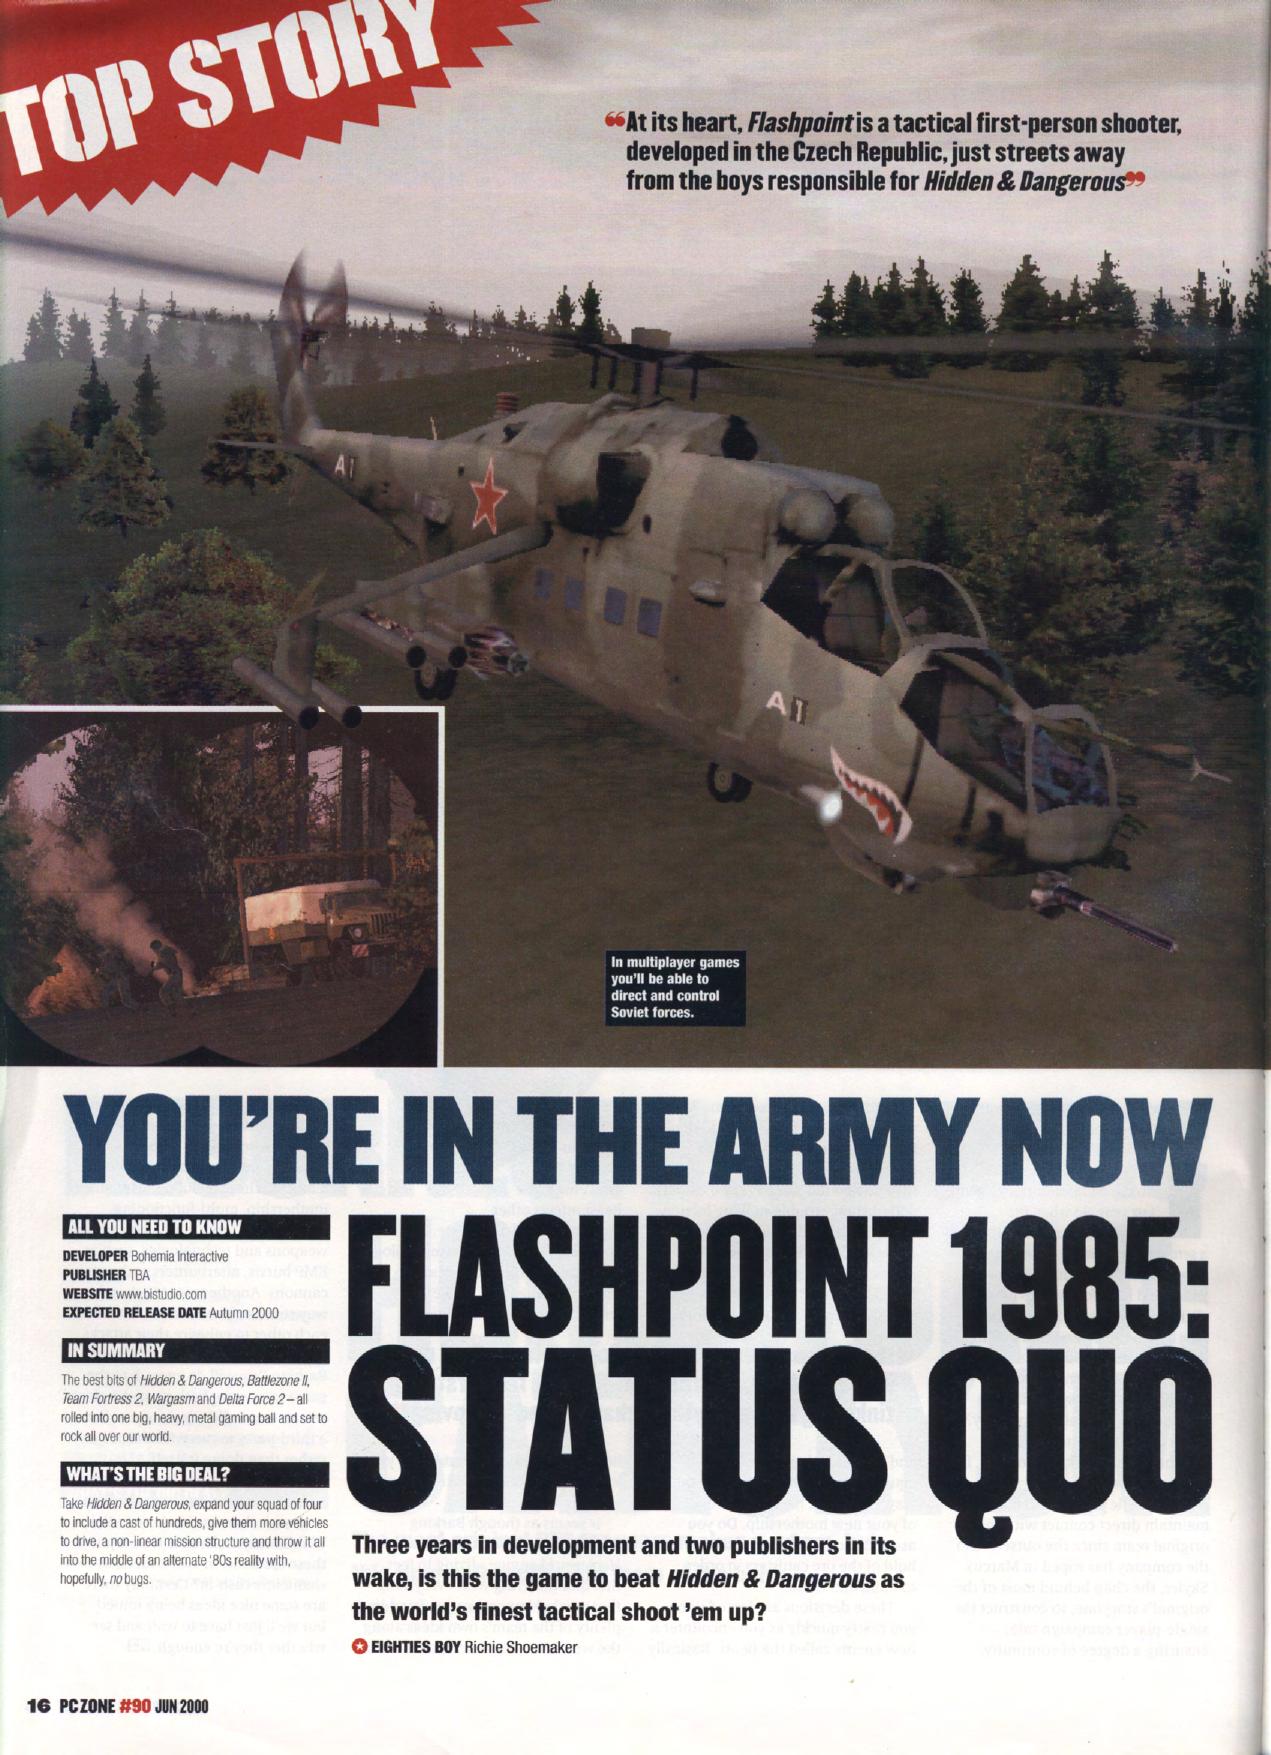 TOP STORY
“At its heart, Flashpoint is a tactical first-person shooter,
developed in the Czech Republic, just streets away
from the boys responsible for Hidden & Dangerous”
A
A
In multiplayer games
you'll be able to
direct and control
Soviet forces.
YOU'RE IN THE ARMY NOW
FLASHPOINT 1985:
STATUS QUO
ALL YOU NEED TO KNOW
DEVELOPER Bohemia Interactive
PUBLISHER TBA
WEBSITE www.bistudio.com
EXPECTED RELEASE DATE Autumn 2000
IN SUMMARY
The best bits of Hidden & Dangerous, Battlezone II,
Team Fortress 2, Wargasm and Delta Force 2 – all
rolled into one big, heavy, metal gaming ball and set to
rock all over our world.
WHAT'S THE BIG DEAL?
Take Hidden & Dangerous, expand your squad of four
to include a cast of hundreds, give them more vehicles
to drive, a non-linear mission structure and throw it all
into the middle of an alternate '80s reality with,
hopefully, no bugs.
Three years in development and two publishers in its
wake, is this the game to beat Hidden & Dangerous as
the world's finest tactical shoot 'em up?
EIGHTIES BOY Richie Shoemaker
16 PCZONE #90 JUN 2000